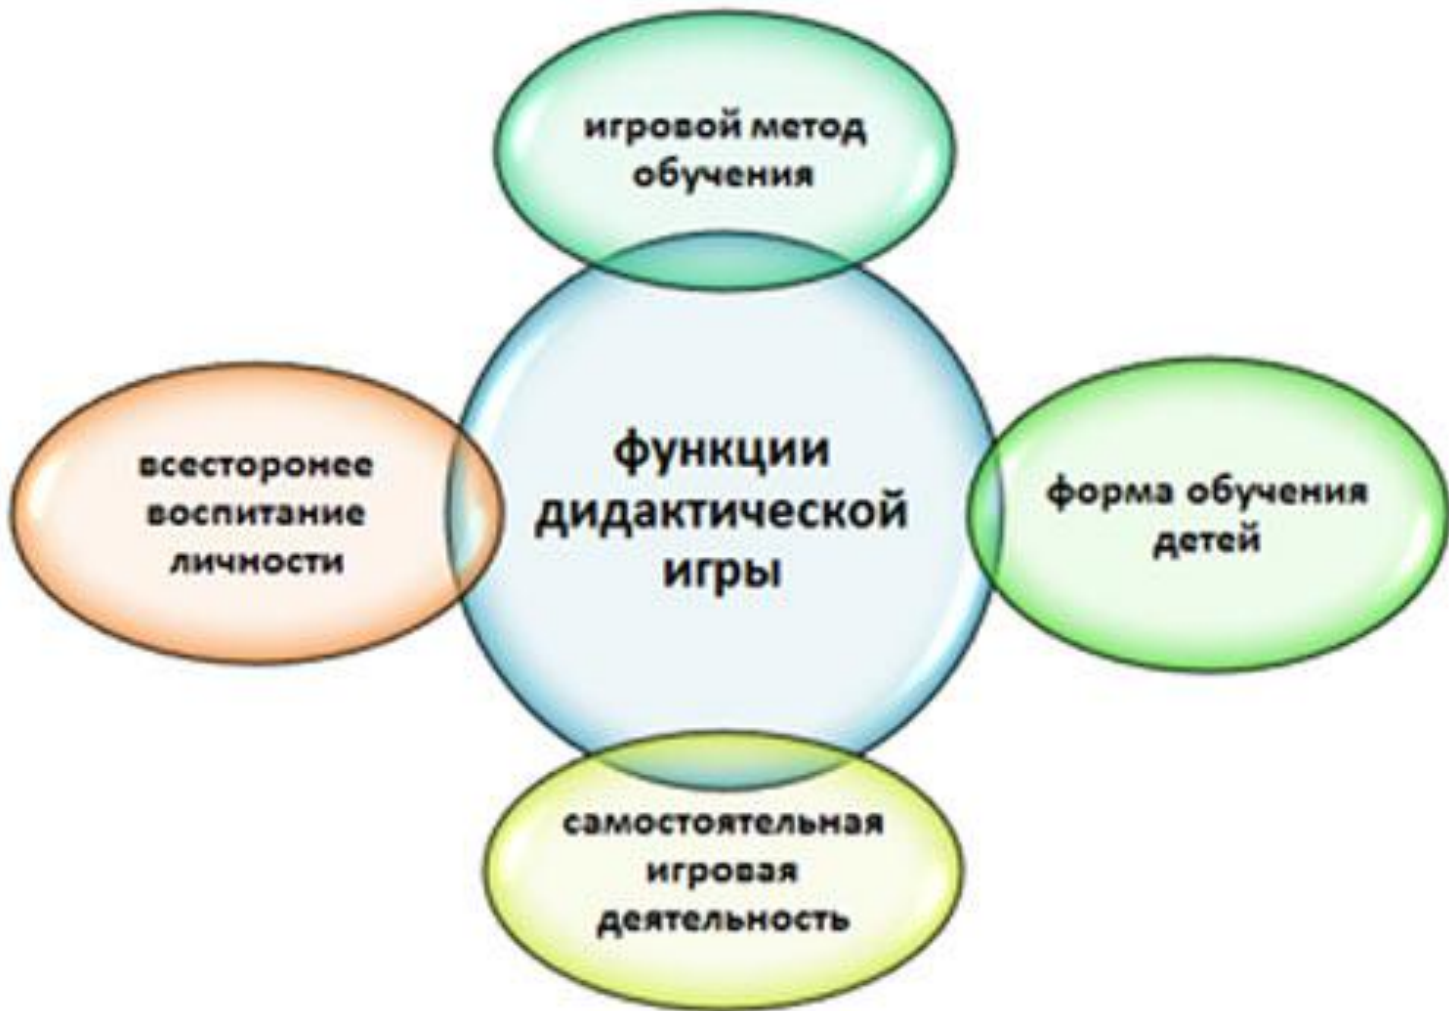 игровой метод
обучения
всесторонее
воспитание
личности
функции
дидактической
игры
форма обучения
детей
самостоятельная
игровая
деятельность